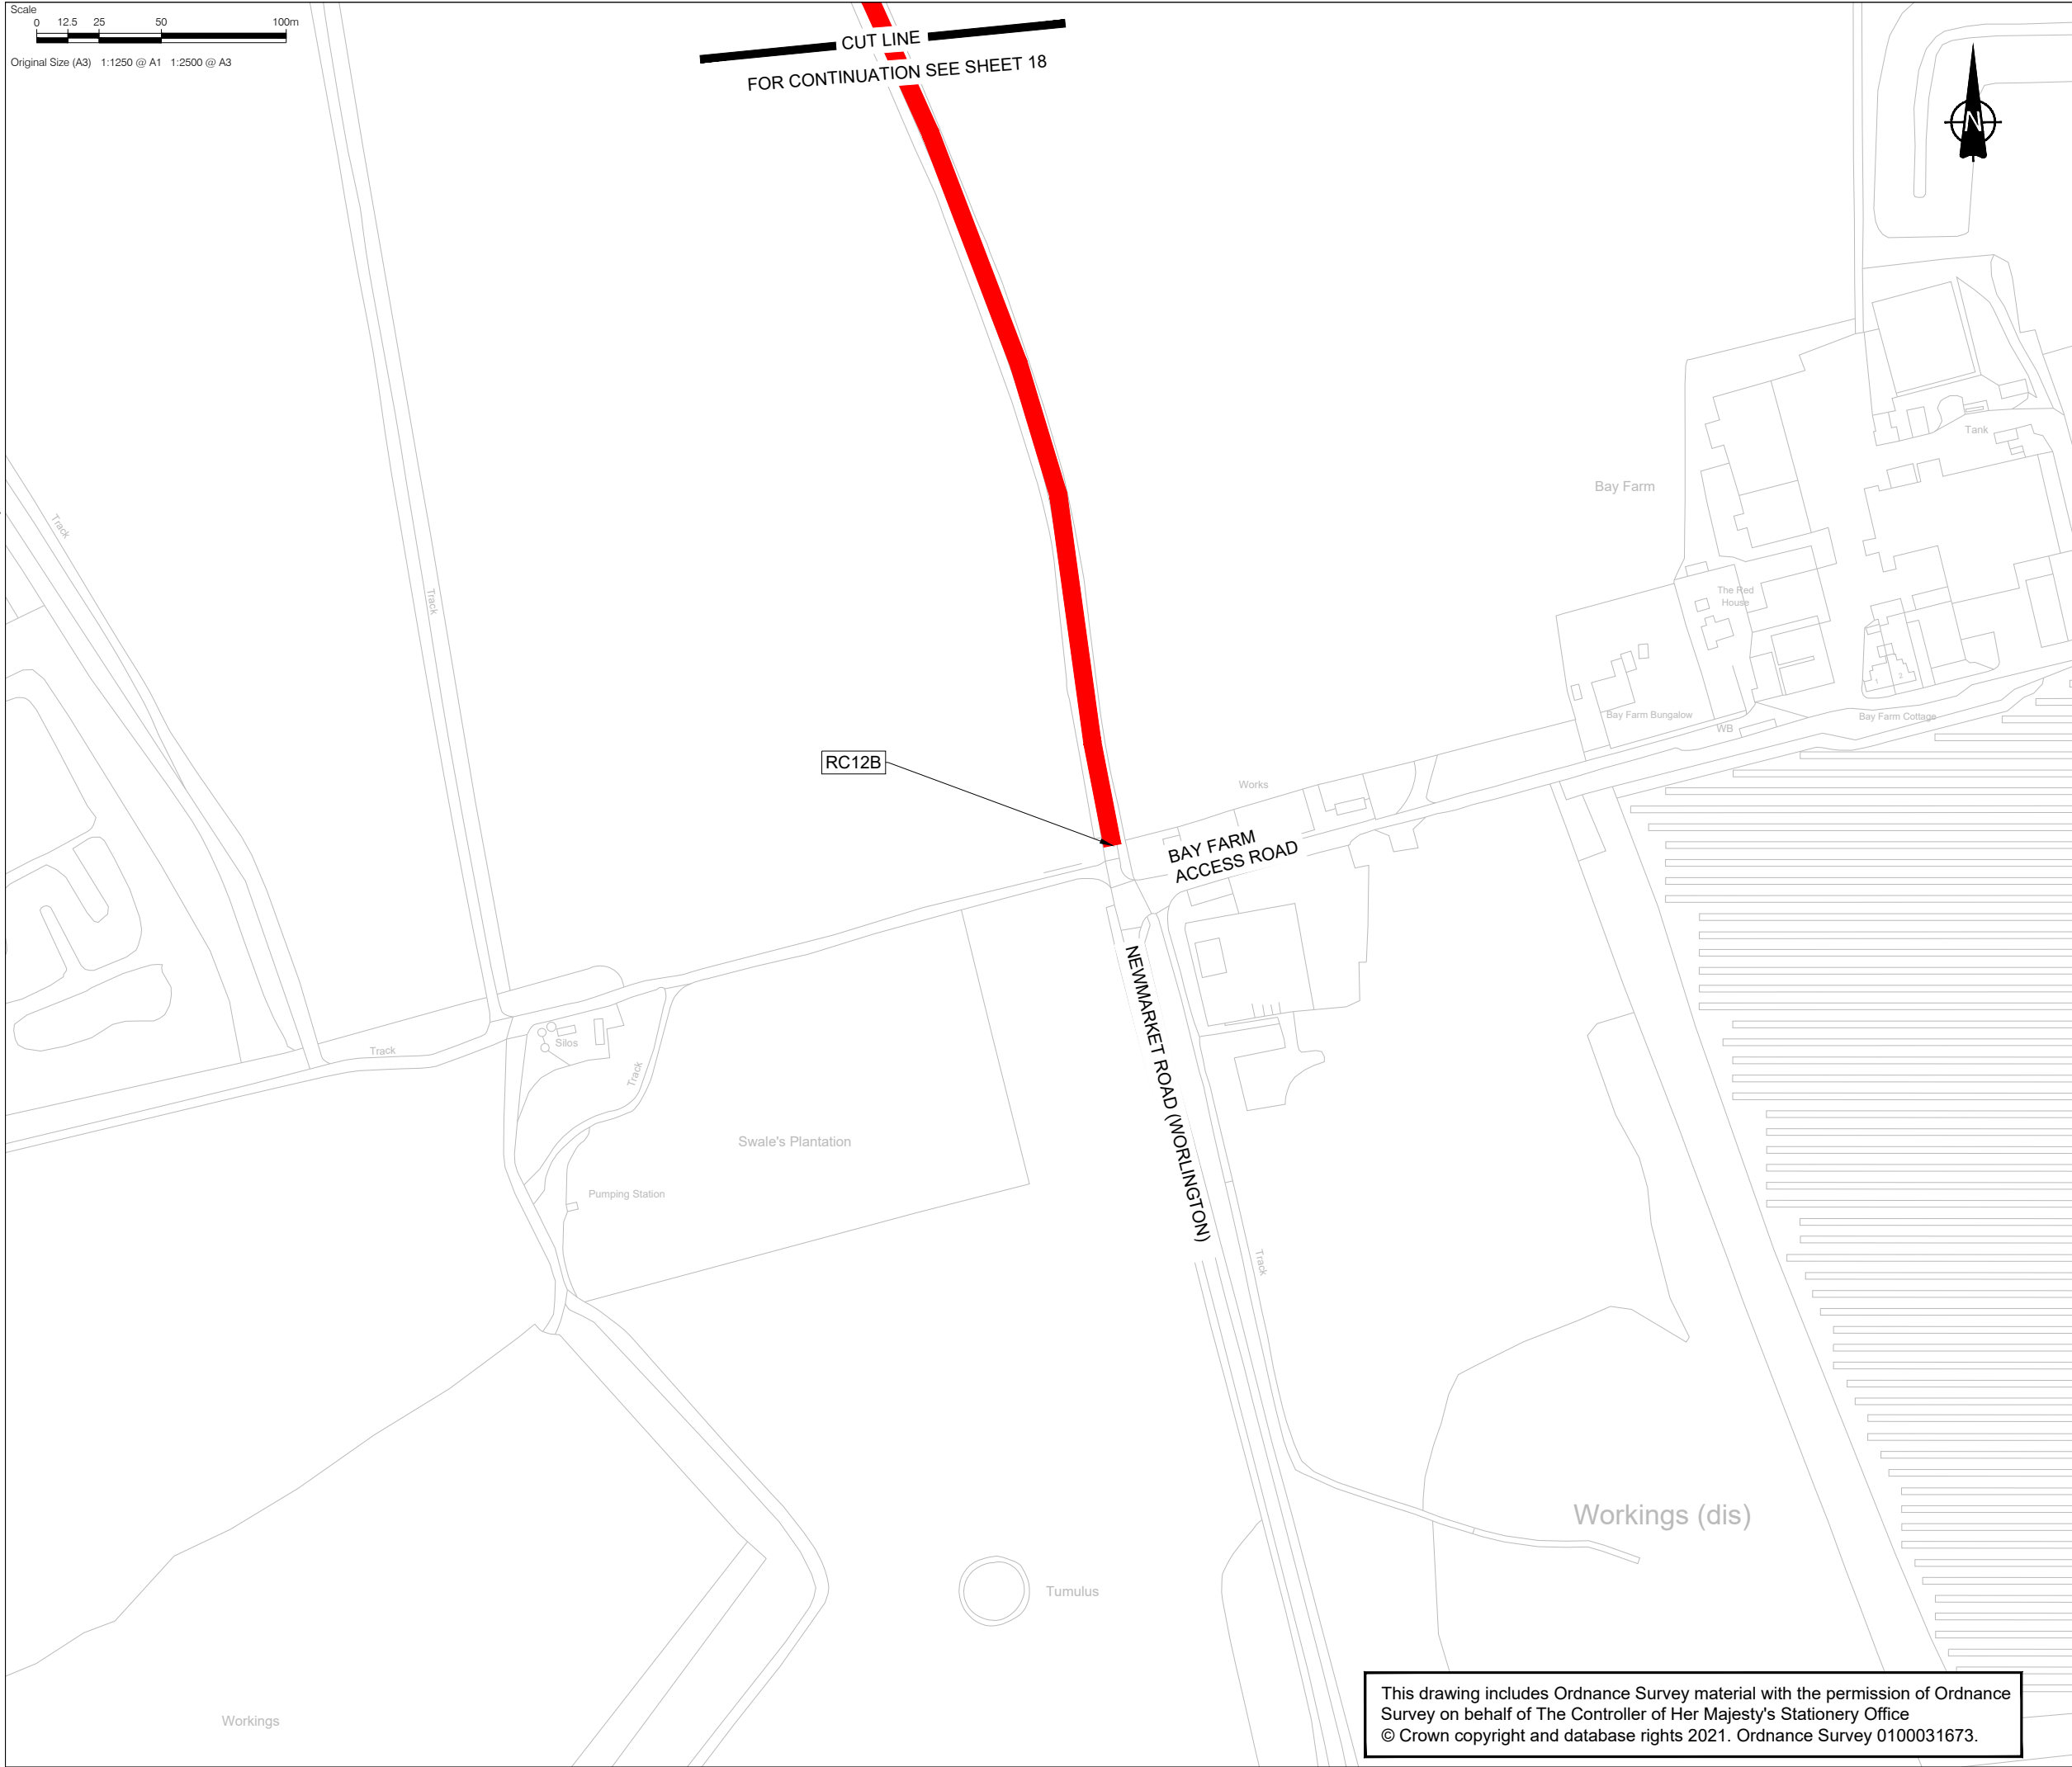 Scale
0 12.5 25 50 100m
Original Size (A3) 1:1250 @ A1 1:2500 @ A3
CUT LINE
FOR CONTINUATION SEE SHEET 18
N
Tank
Bay Farm
Track
Track
The Red
House
1 2
Bay Farm Bungalow
WB
Bay Farm Cottage
RC12B
Works
BAY FARM
ACCESS ROAD
NEWMARKET ROAD (WORLINGTON)
Silos
Track
Track
Swale's Plantation
Pumping Station
Track
Workings (dis)
Tumulus
Workings
This drawing includes Ordnance Survey material with the permission of Ordnance
Survey on behalf of The Controller of Her Majesty's Stationery Office
© Crown copyright and database rights 2021. Ordnance Survey 0100031673.